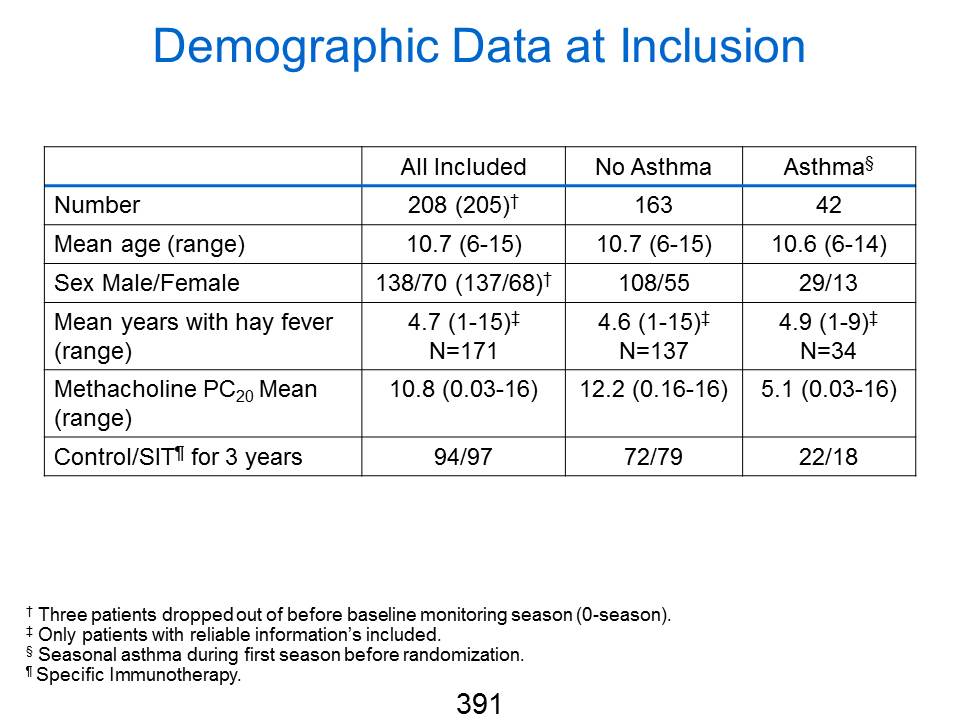 Demographic Data at Inclusion
All Included No Asthma Asthma§
Number 208 (205)† 163 42
Mean age (range) 10.7 (6-15) 10.7 (6-15) 10.6 (6-14)
Sex Male/Female 138/70 (137/68)† 108/55 29/13
Mean years with hay fever 4.7 (1-15)‡ 4.6 (1-15)‡ 4.9 (1-9)‡
(range) N=171 N=137 N=34
Methacholine PC20 Mean 10.8 (0.03-16) 12.2 (0.16-16) 5.1 (0.03-16)
(range)
Control/SIT¶ for 3 years 94/97 72/79 22/18
† Three patients dropped out of before baseline monitoring season (0-season).
‡ Only patients with reliable information’s included.
§ Seasonal asthma during first season before randomization.
¶ Specific Immunotherapy.
391